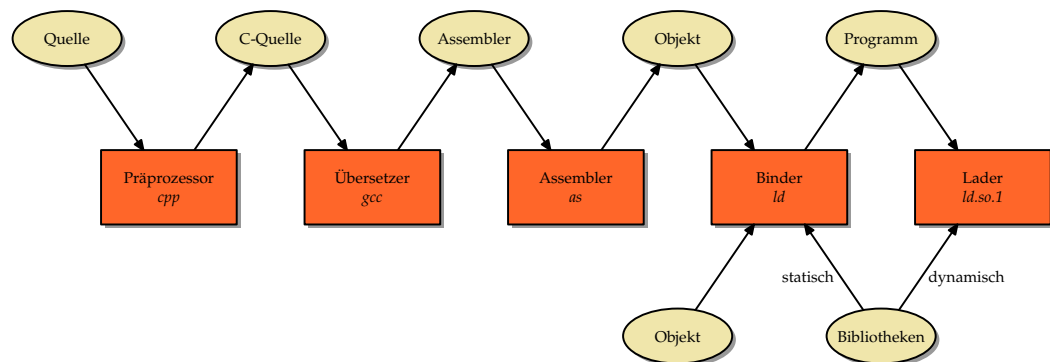 Quelle
C-Quelle
Assembler
Objekt
Programm
Präprozessor
cpp
Übersetzer
gcc
Assembler
as
Binder
ld
Lader
ld.so.1
statisch
dynamisch
Objekt
Bibliotheken